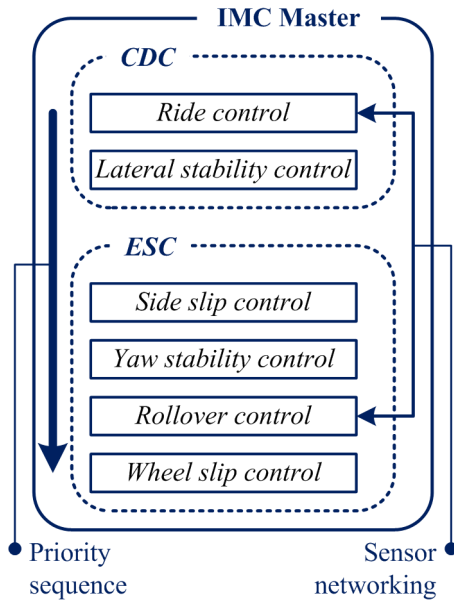 IMC Master
CDC
Ride control
Lateral stability control
ESC
Side slip control
Yaw stability control
Rollover control
Wheel slip control
Priority
sequence
Sensor
networking